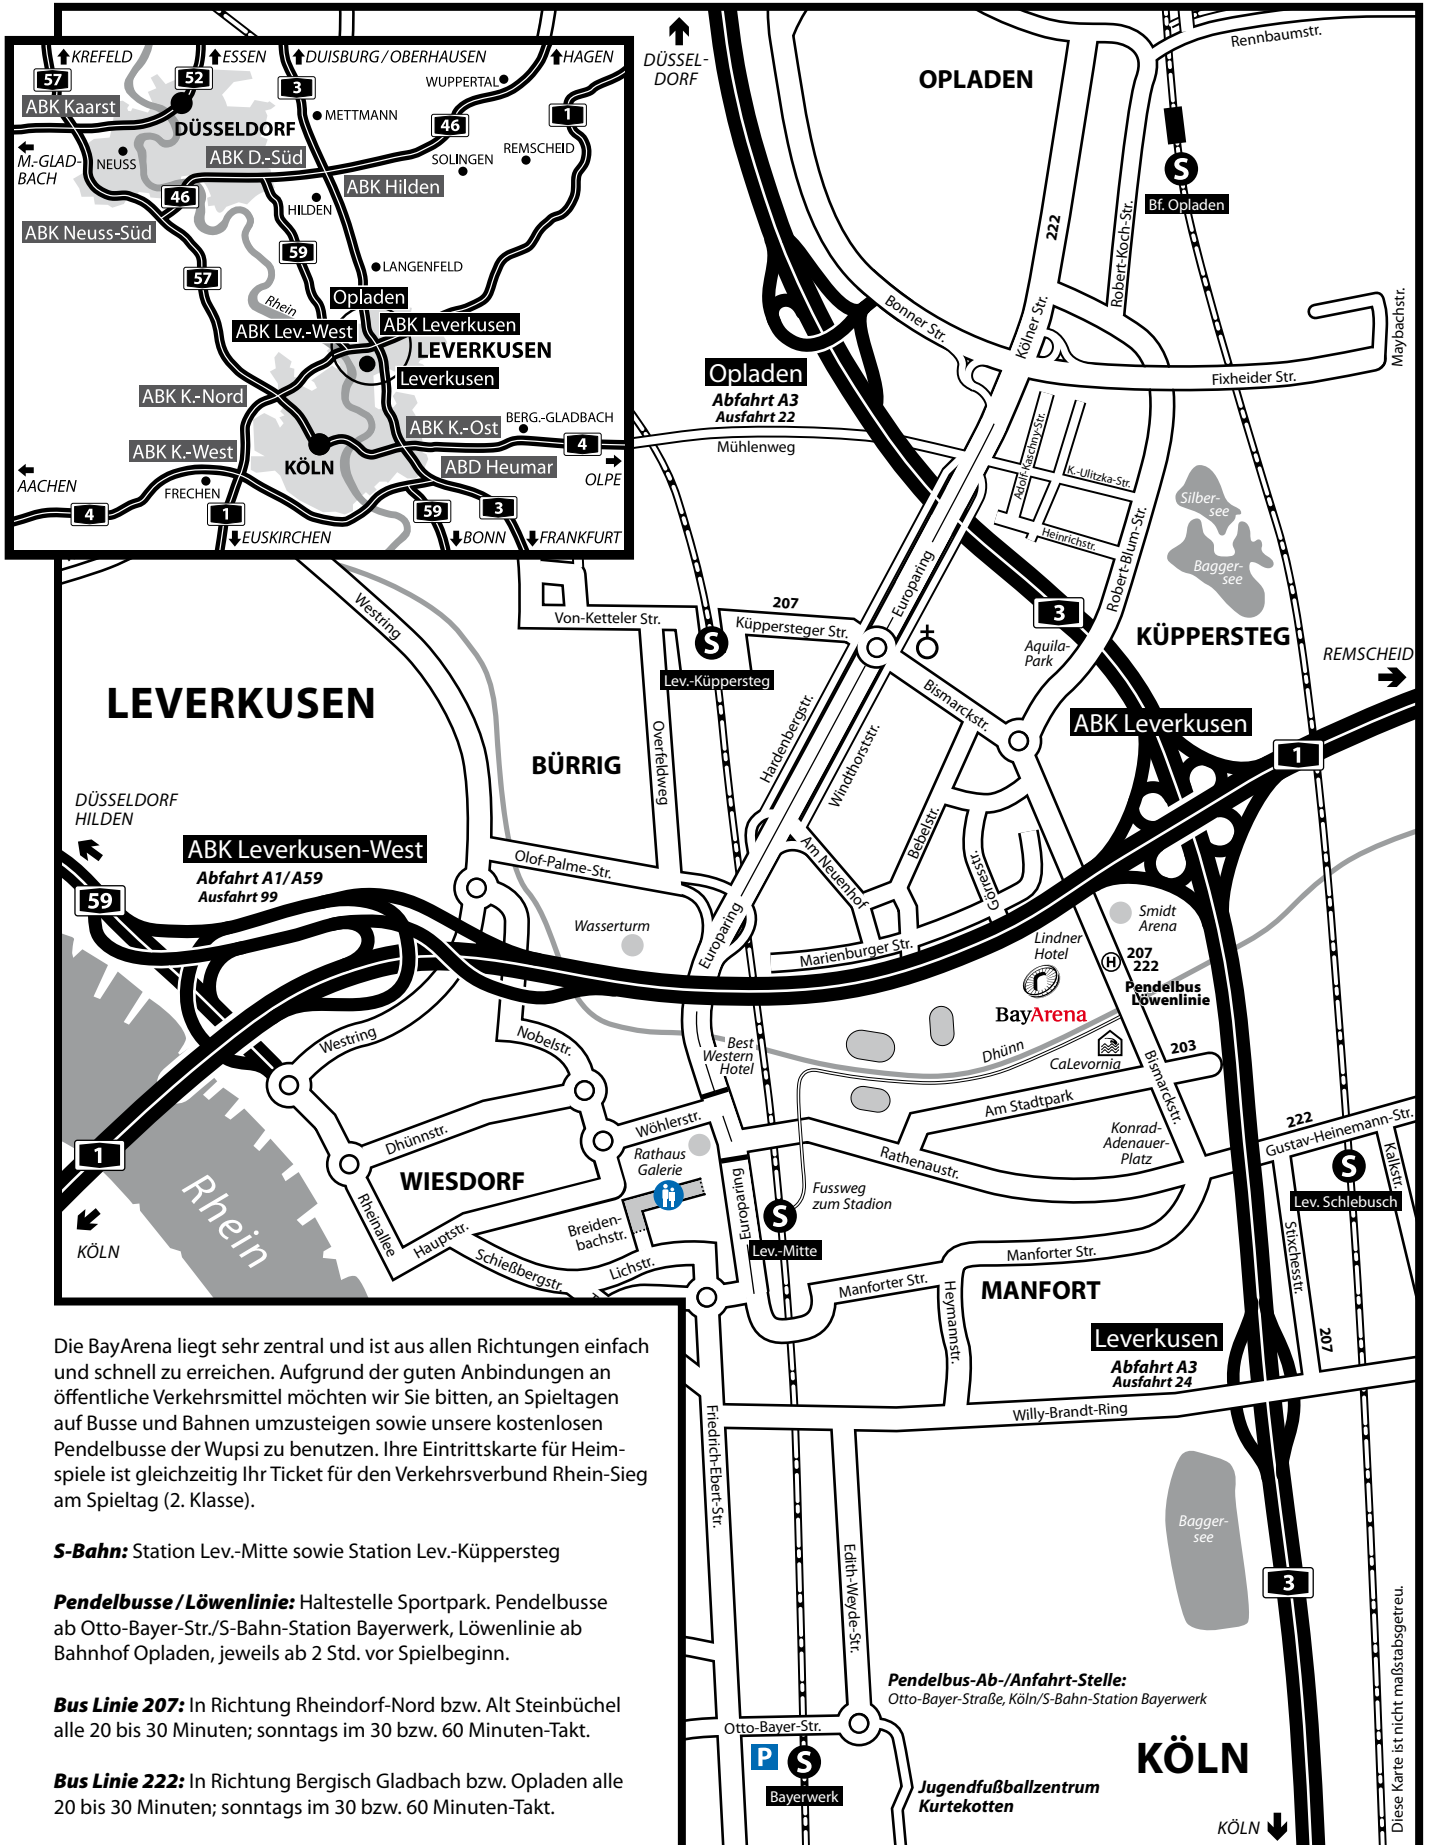 KREFELD
ESSEN
DUISBURG / OBERHAUSEN
HAGEN
57
52
3
WUPPERTAL
ABK Kaarst
METTMANN
1
DÜSSELDORF
46
M.-GLAD-
BACH
NEUSS
ABK D.-Süd
SOLINGEN
REMSCHEID
46
ABK Hilden
HILDEN
ABK Neuss-Süd
59
57
LANGENFELD
Rhein
Opladen
ABK Lev.-West
ABK Leverkusen
LEVERKUSEN
Leverkusen
ABK K.-Nord
ABK K.-Ost
BERG.-GLADBACH
ABK K.-West
KÖLN
4
ABD Heumar
AACHEN
FRECHEN
OLPE
4
1
59
3
EUSKIRCHEN
BONN
FRANKFURT
DÜSSEL-
DORF
OPLADEN
Rennbaumstr.
S
Bf. Opladen
222
Robert-Koch-Str.
Bonner Str.
Kölner Str.
Maybachstr.
Opladen
Abfahrt A3
Ausfahrt 22
Fixheider Str.
Mühlenweg
Adolf-Kaschny-Str.
K.-Ulitzka-Str.
Heinrichstr.
Robert-Blum-Str.
Silber-
see
Bagger-
see
Westring
Von-Ketteler Str.
207
Küppersteger Str.
Europaring
3
KÜPPERSTEG
S
Lev.-Küppersteg
Aquila-
Park
REMSCHEID
LEVERKUSEN
Bismarckstr.
ABK Leverkusen
BÜRRIG
Overfeldweg
Hardenbergstr.
Windthorststr.
1
DÜSSELDORF
HILDEN
ABK Leverkusen-West
Abfahrt A1/A59
Ausfahrt 99
59
Olof-Palme-Str.
Am Neuenhof
Bebelstr.
Görresstr.
Wasserturm
Europaring
Marienburger Str.
Lindner
Hotel
Smidt
Arena
H
207
222
Pendelbus
Löwenlinie
BayArena
Westring
Nobelstr.
Best
Western
Hotel
Dhünn
CaLevornia
203
Bismarckstr.
Am Stadtpark
Dhünnstr.
Wöhlerstr.
Konrad-
Adenauer-
Platz
222
Gustav-Heinemann-Str.
1
Rhein
WIESDORF
Rathaus
Galerie
Rathenaustr.
S
Lev. Schlebusch
Kalkstr.
Europaring
Fussweg
zum Stadion
S
Lev.-Mitte
KÖLN
Rheinallee
Hauptstr.
Breiden-
bachstr.
Schießbergstr.
Lichstr.
Manforter Str.
Manforter Str.
Stixchesstr.
MANFORT
Heymannstr.
207
Leverkusen
Abfahrt A3
Ausfahrt 24
Willy-Brandt-Ring
Friedrich-Ebert-Str.
Bagger-
see
Edith-Weyde-Str.
3
Pendelbus-Ab-/Anfahrt-Stelle:
Otto-Bayer-Straße, Köln/S-Bahn-Station Bayerwerk
Otto-Bayer-Str.
P
S
Bayerwerk
KÖLN
Jugendfußballzentrum
Kurtekotten
KÖLN
Diese Karte ist nicht maßstabsgetreu.
Die BayArena liegt sehr zentral und ist aus allen Richtungen einfach
und schnell zu erreichen. Aufgrund der guten Anbindungen an
öffentliche Verkehrsmittel möchten wir Sie bitten, an Spieltagen
auf Busse und Bahnen umzusteigen sowie unsere kostenlosen
Pendelbusse der Wupsi zu benutzen. Ihre Eintrittskarte für Heim-
spiele ist gleichzeitig Ihr Ticket für den Verkehrsverbund Rhein-Sieg
am Spieltag (2. Klasse).
S-Bahn: Station Lev.-Mitte sowie Station Lev.-Küppersteg
Pendelbusse / Löwenlinie: Haltestelle Sportpark. Pendelbusse
ab Otto-Bayer-Str./S-Bahn-Station Bayerwerk, Löwenlinie ab
Bahnhof Opladen, jeweils ab 2 Std. vor Spielbeginn.
Bus Linie 207: In Richtung Rheindorf-Nord bzw. Alt Steinbüchel
alle 20 bis 30 Minuten; sonntags im 30 bzw. 60 Minuten-Takt.
Bus Linie 222: In Richtung Bergisch Gladbach bzw. Opladen alle
20 bis 30 Minuten; sonntags im 30 bzw. 60 Minuten-Takt.